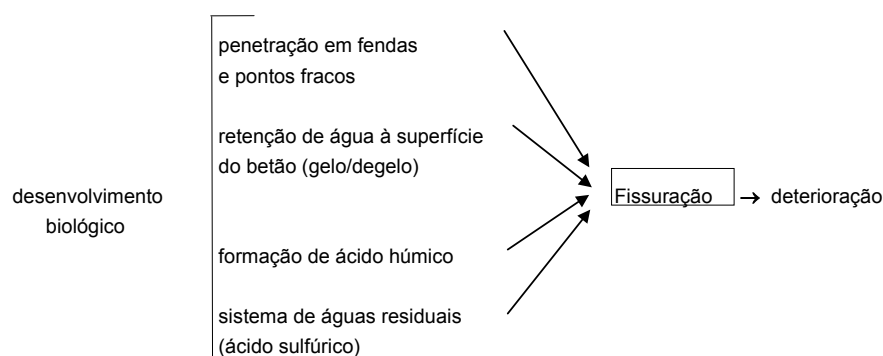 penetração em fendas
e pontos fracos
retenção de água à superfície
do betão (gelo/degelo)
desenvolvimento
biológico
Fissuração → deterioração
formação de ácido húmico
sistema de águas residuais
(ácido sulfúrico)